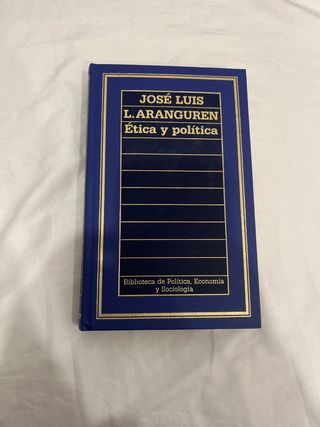 JOSÉ LUIS
L. ARANGUREN
Ética y política
Biblioteca de Política, Economía
y Sociología